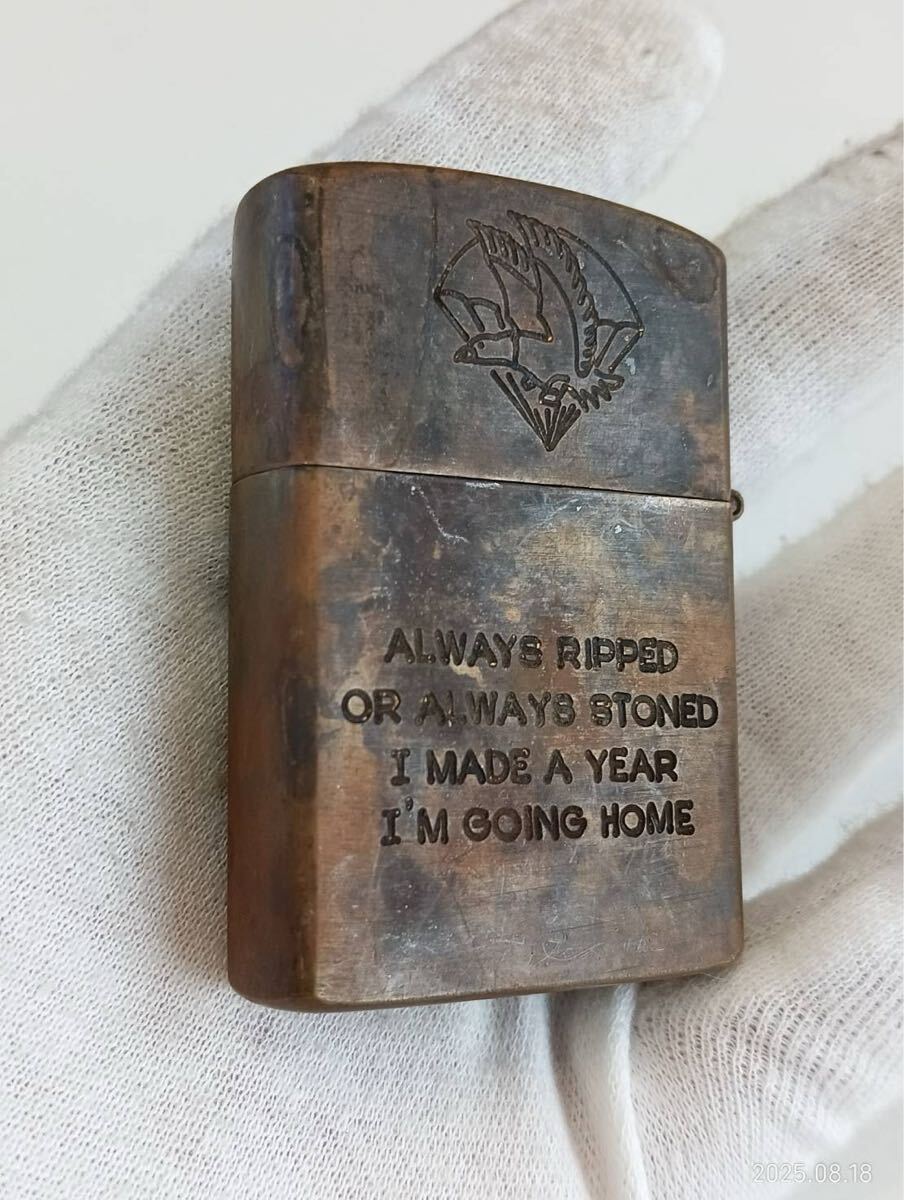 ALWAYS RIPPED
OR ALWAYS STONED
I MADE A YEAR
I'M GOING HOME
2025.08.18